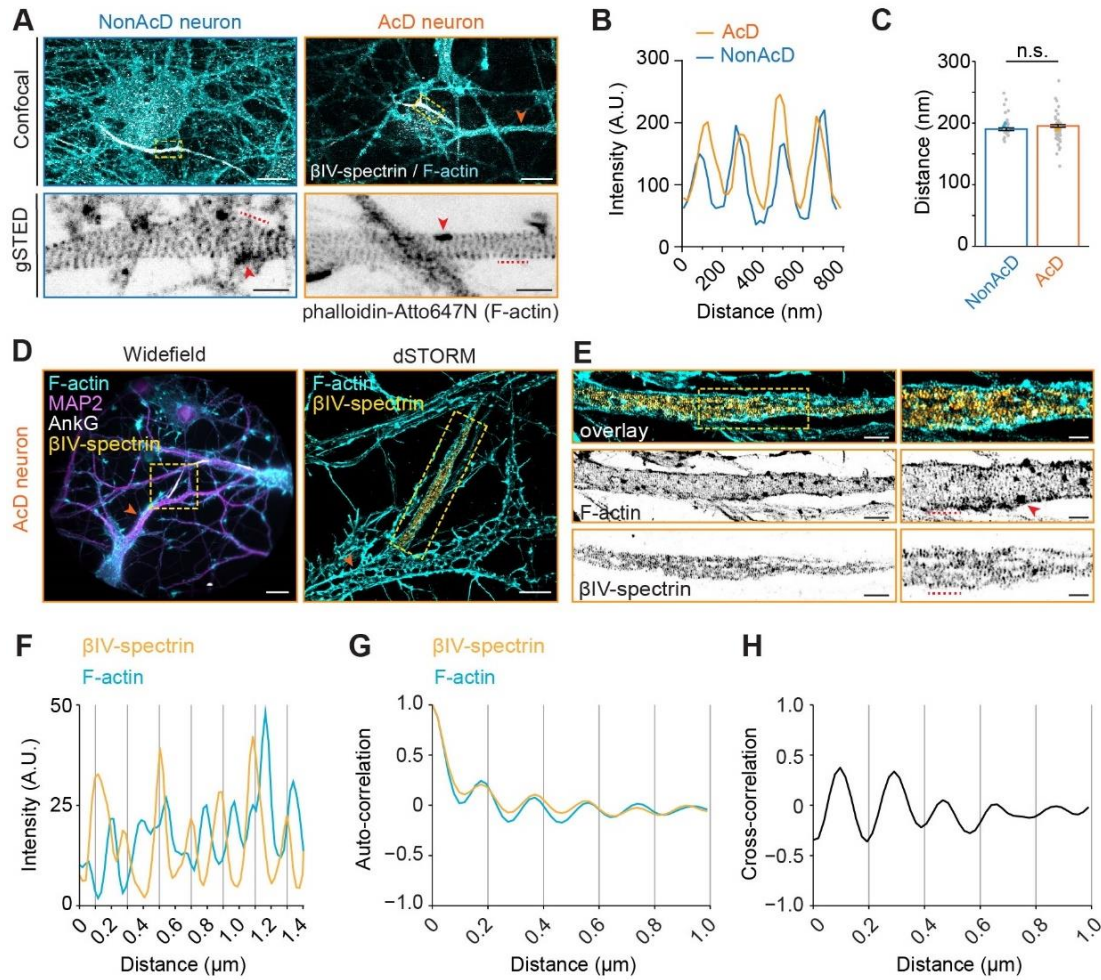 A
NonAcD neuron
AcD neuron
Confocal
βIV-spectrin / F-actin
gSTED
phalloidin-Atto647N (F-actin)
B
AcD
NonAcD
Intensity (A.U.)
300
200
100
0
0
200
400
600
800
Distance (nm)
C
n.s.
Distance (nm)
300
200
100
0
NonAcD
AcD
D
Widefield
dSTORM
AcD neuron
F-actin
MAP2
AnkG
βIV-spectrin
F-actin
βIV-spectrin
E
overlay
F-actin
βIV-spectrin
F
βIV-spectrin
F-actin
Intensity (A.U.)
50
25
0
0
0.2
0.4
0.6
0.8
1.0
1.2
1.4
Distance (µm)
G
βIV-spectrin
F-actin
Auto-correlation
1.0
0.5
0
−0.5
−1.0
0
0.2
0.4
0.6
0.8
1.0
Distance (µm)
H
Cross-correlation
1.0
0.5
0
−0.5
−1.0
0
0.2
0.4
0.6
0.8
1.0
Distance (µm)